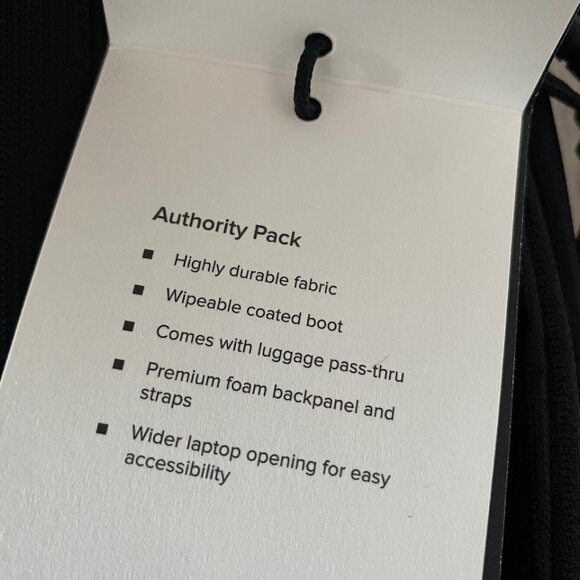 Authority Pack
▪ Highly durable fabric
▪ Wipeable coated boot
▪ Comes with luggage pass-thru
▪ Premium foam backpanel and
straps
▪ Wider laptop opening for easy
accessibility